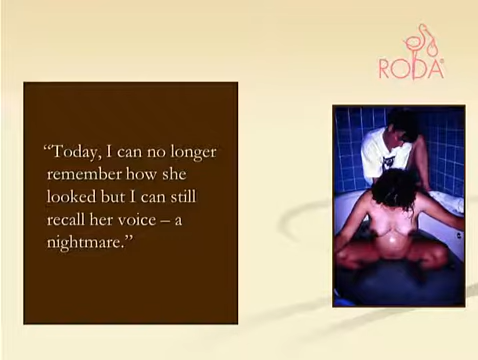 RODA®
“Today, I can no longer
remember how she
looked but I can still
recall her voice – a
nightmare.”